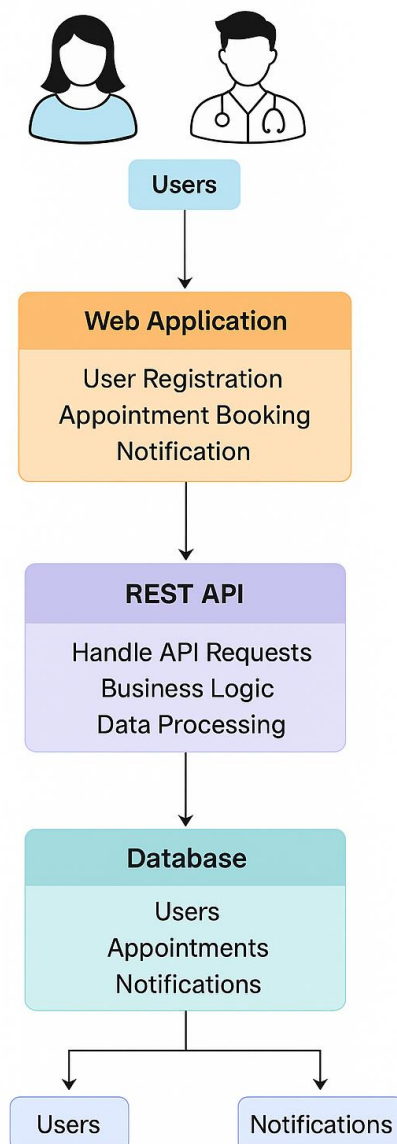 Users
Web Application
User Registration
Appointment Booking
Notification
REST API
Handle API Requests
Business Logic
Data Processing
Database
Users
Appointments
Notifications
Users
Notifications